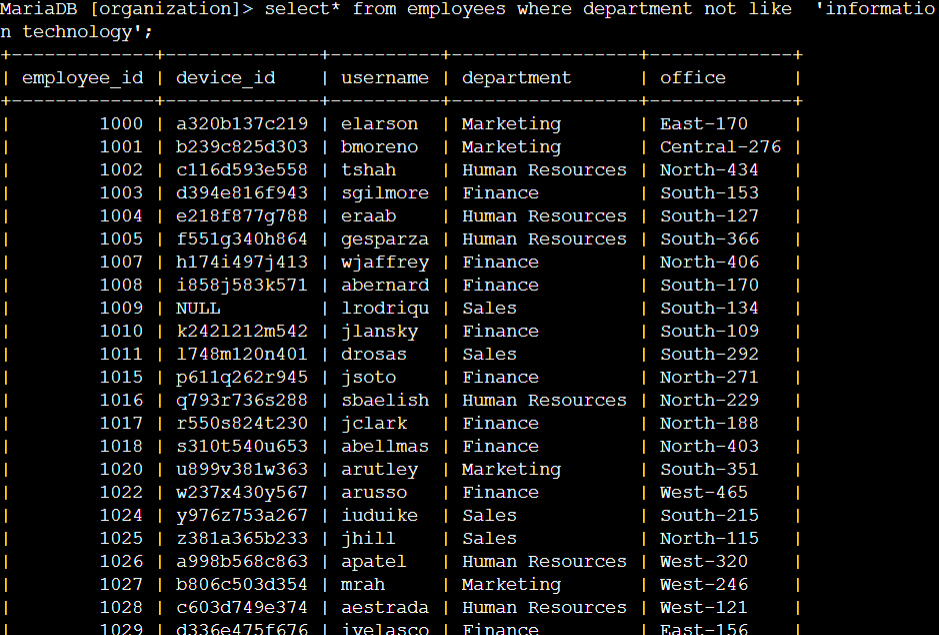 MariaDB [organization]> select* from employees where department not like  'informatio
n technology';
+-------------+--------------+----------+-----------------+-------------+
| employee_id | device_id    | username | department      | office      |
+-------------+--------------+----------+-----------------+-------------+
|        1000 | a320b137c219 | elarson  | Marketing       | East-170    |
|        1001 | b239c825d303 | bmoreno  | Marketing       | Central-276 |
|        1002 | c116d593e558 | tshah    | Human Resources | North-434   |
|        1003 | d394e816f943 | sgilmore | Finance         | South-153   |
|        1004 | e218f877g788 | eraab    | Human Resources | South-127   |
|        1005 | f551g340h864 | gesparza | Human Resources | South-366   |
|        1007 | h174i497j413 | wjaffrey | Finance         | North-406   |
|        1008 | i858j583k571 | abernard | Finance         | South-170   |
|        1009 | NULL         | lrodriqu | Sales           | South-134   |
|        1010 | k242l212m542 | jlansky  | Finance         | South-109   |
|        1011 | l748m120n401 | drosas   | Sales           | South-292   |
|        1015 | p611q262r945 | jsoto    | Finance         | North-271   |
|        1016 | q793r736s288 | sbaelish | Human Resources | North-229   |
|        1017 | r550s824t230 | jclark   | Finance         | North-188   |
|        1018 | s310t540u653 | abellmas | Finance         | North-403   |
|        1020 | u899v381w363 | arutley  | Marketing       | South-351   |
|        1022 | w237x430y567 | arusso   | Finance         | West-465    |
|        1024 | y976z753a267 | iuduike  | Sales           | South-215   |
|        1025 | z381a365b233 | jhill    | Sales           | North-115   |
|        1026 | a998b568c863 | apatel   | Human Resources | West-320    |
|        1027 | b806c503d354 | mrah     | Marketing       | West-246    |
|        1028 | c603d749e374 | aestrada | Human Resources | West-121    |
|        1029 | d336e475f676 | ivelasco | Finance         | East-156    |